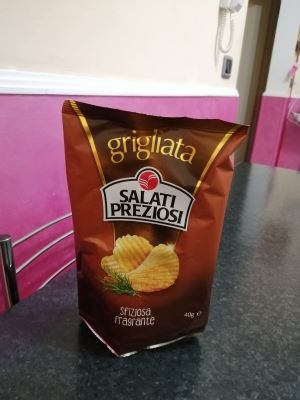 grigliata
SALATI
PREZIOSI
SFIZIOSA
FRAGRANTE
40g e